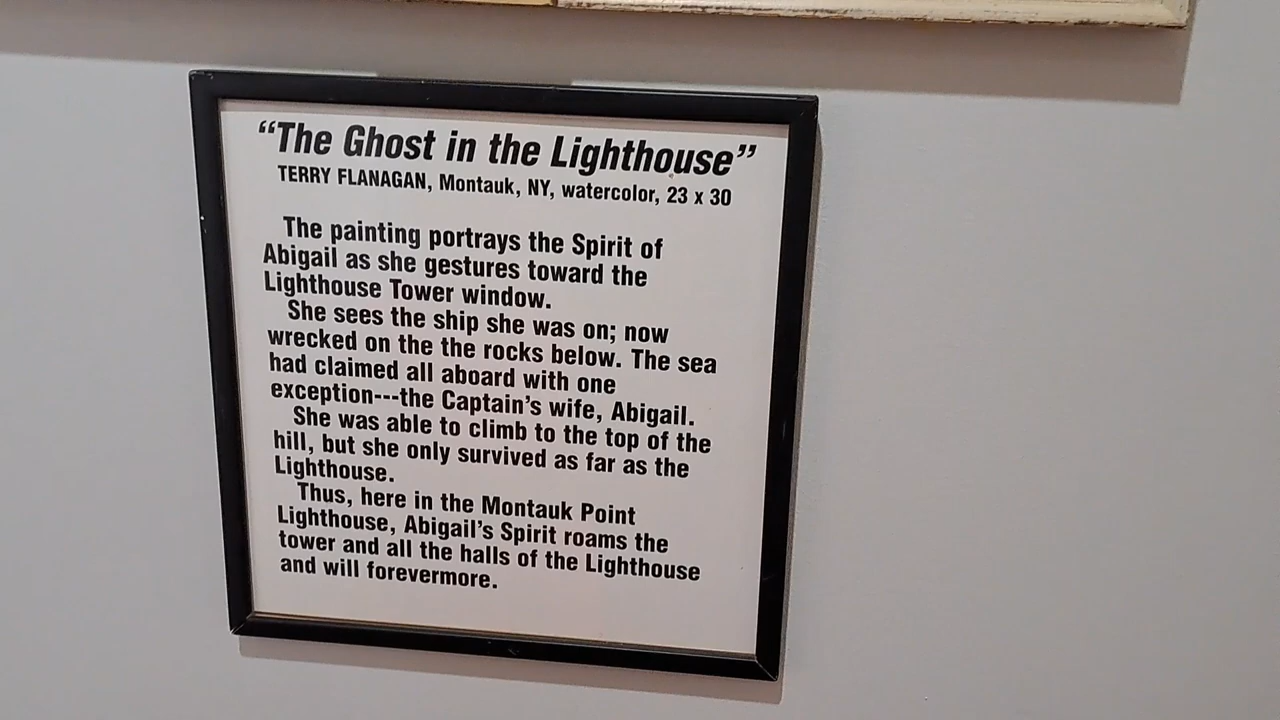 “The Ghost in the Lighthouse”
TERRY FLANAGAN, Montauk, NY, watercolor, 23 x 30
The painting portrays the Spirit of
Abigail as she gestures toward the
Lighthouse Tower window.
She sees the ship she was on; now
wrecked on the the rocks below. The sea
had claimed all aboard with one
exception---the Captain’s wife, Abigail.
She was able to climb to the top of the
hill, but she only survived as far as the
Lighthouse.
Thus, here in the Montauk Point
Lighthouse, Abigail’s Spirit roams the
tower and all the halls of the Lighthouse
and will forevermore.